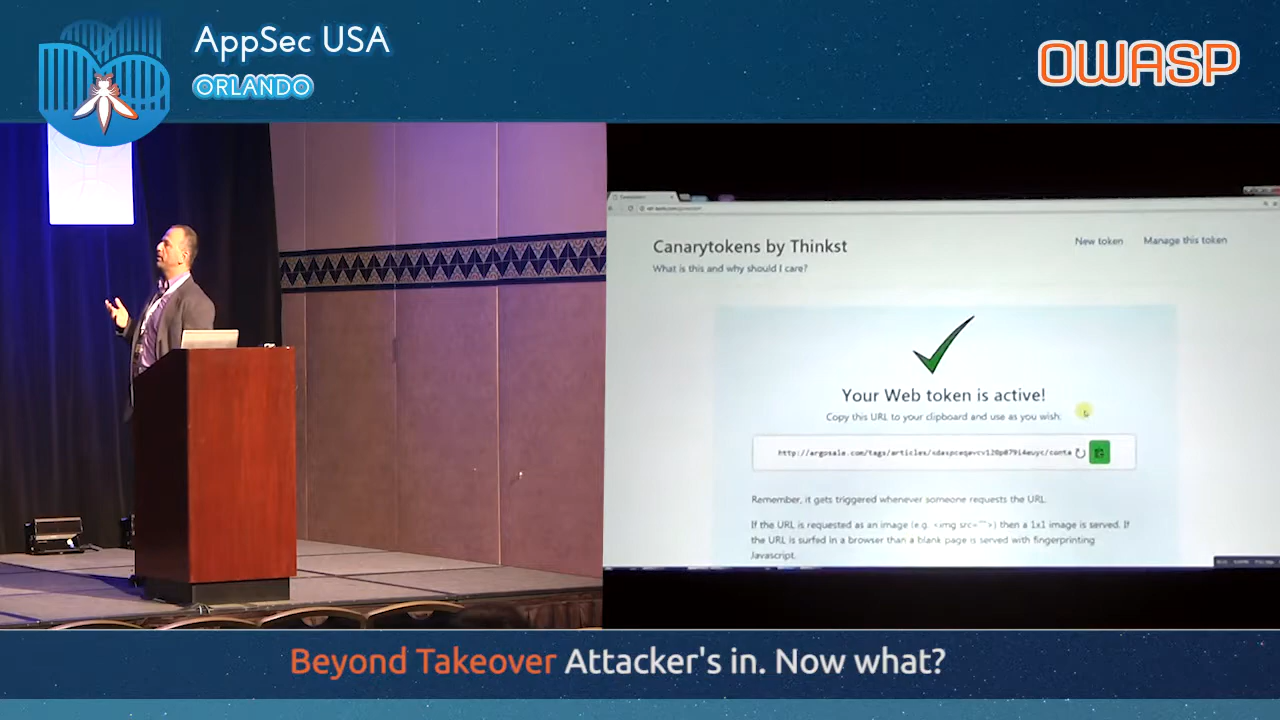 AppSec USA
ORLANDO
OWASP
Canarytokens by Thinkst
New token
Manage this token
What is this and why should I care?
Your Web token is active!
Copy this URL to your clipboard and use as you wish:
Remember, it gets triggered whenever someone requests the URL.
If the URL is requested as an image (e.g. <img src="">) then a 1x1 image is served. If
the URL is surfed in a browser than a blank page is served with fingerprinting
Javascript.
Beyond Takeover Attacker's in. Now what?